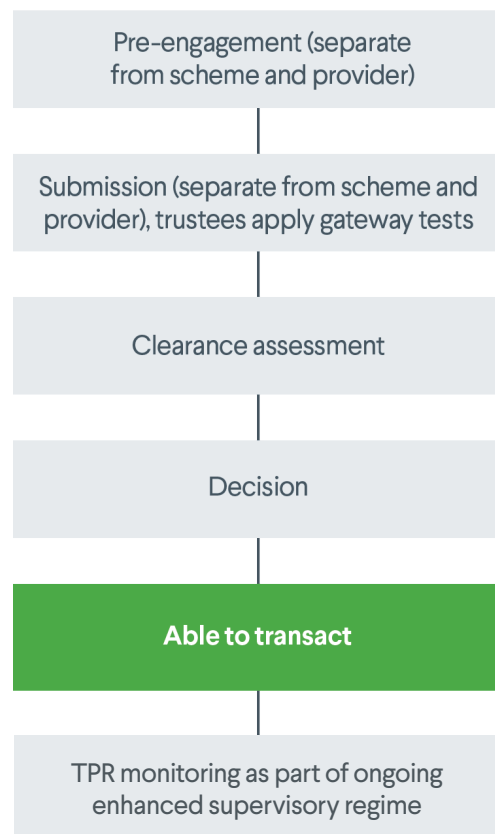 Pre-engagement (separate
from scheme and provider)
Submission (separate from scheme and
provider), trustees apply gateway tests
Clearance assessment
Decision
Able to transact
TPR monitoring as part of ongoing
enhanced supervisory regime